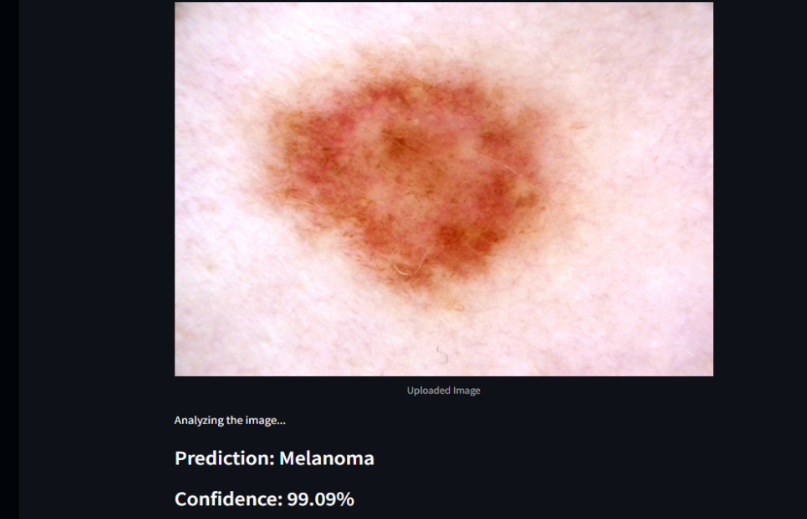 Uploaded Image
Analyzing the image...
Prediction: Melanoma
Confidence: 99.09%